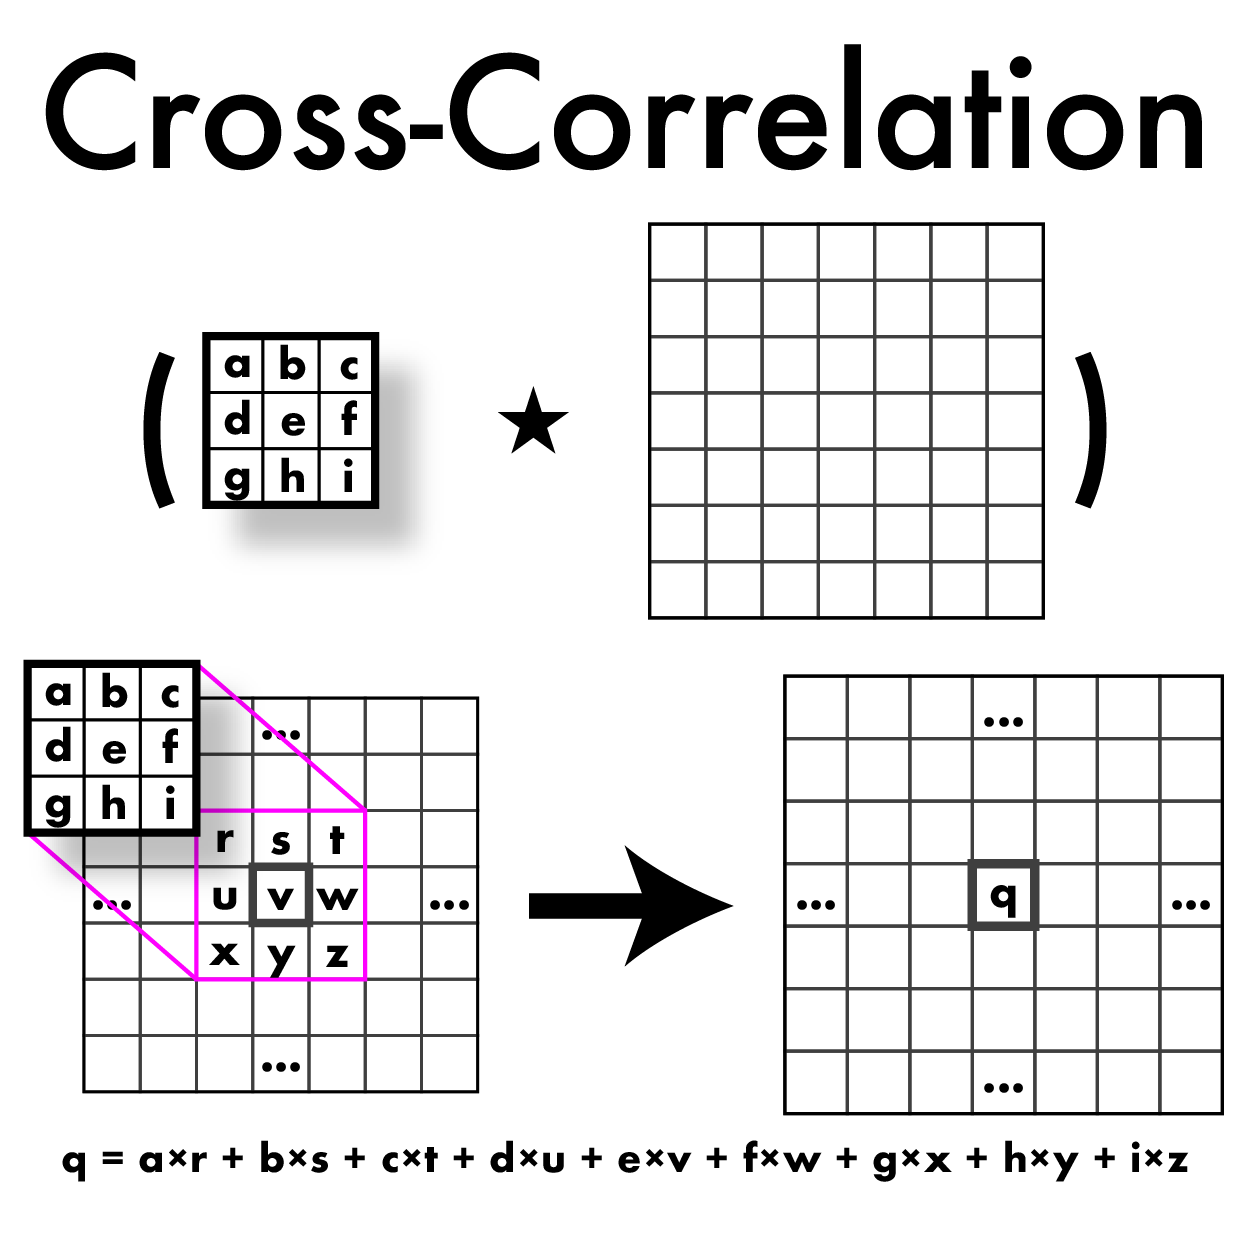 Cross-Correlation
( a b c
d e f
g h i ★ )
a b c
d e f
g h i
...
r s t
... u v w ...
x y z
...
...
... q ...
...
q = a×r + b×s + c×t + d×u + e×v + f×w + g×x + h×y + i×z